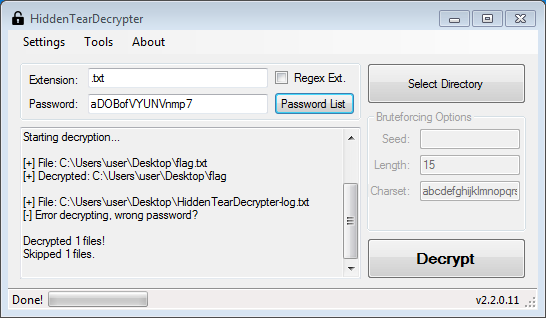 HiddenTearDecrypter
Settings Tools About
Extension: .txt Regex Ext.
Password: aDOBofVYUNVnmp7 Password List
Select Directory
Starting decryption...
[+] File: C:\Users\user\Desktop\flag.txt
[+] Decrypted: C:\Users\user\Desktop\flag
[+] File: C:\Users\user\Desktop\HiddenTearDecrypter-log.txt
[-] Error decrypting, wrong password?
Decrypted 1 files!
Skipped 1 files.
Bruteforcing Options
Seed:
Length: 15
Charset: abcdefghijklmnopqrs
Decrypt
Done! v2.2.0.11